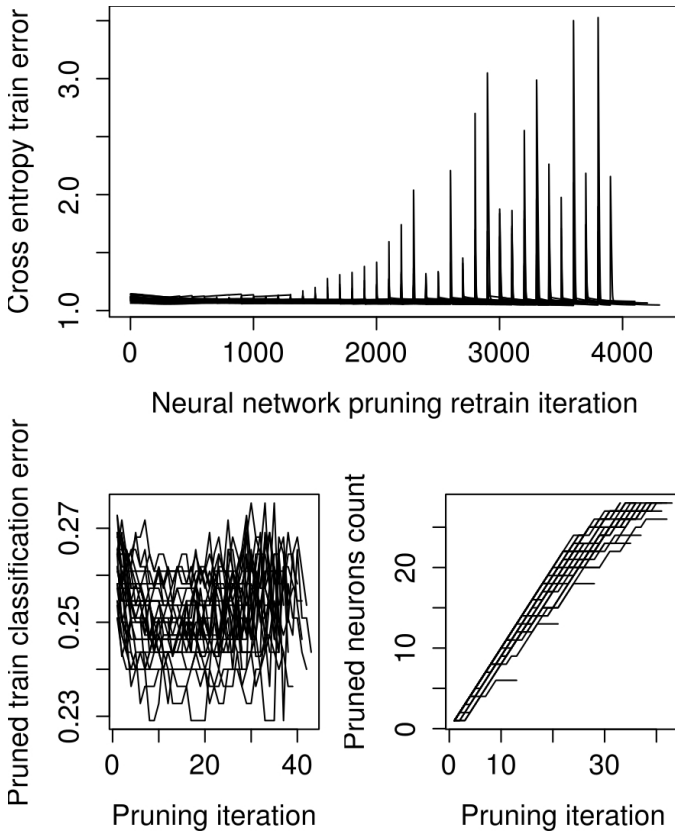 Cross entropy train error
3.0
2.0
1.0
0 1000 2000 3000 4000
Neural network pruning retrain iteration
Pruned train classification error
0.27
0.25
0.23
0 20 40
Pruning iteration
Pruned neurons count
20
10
0
0 10 30
Pruning iteration